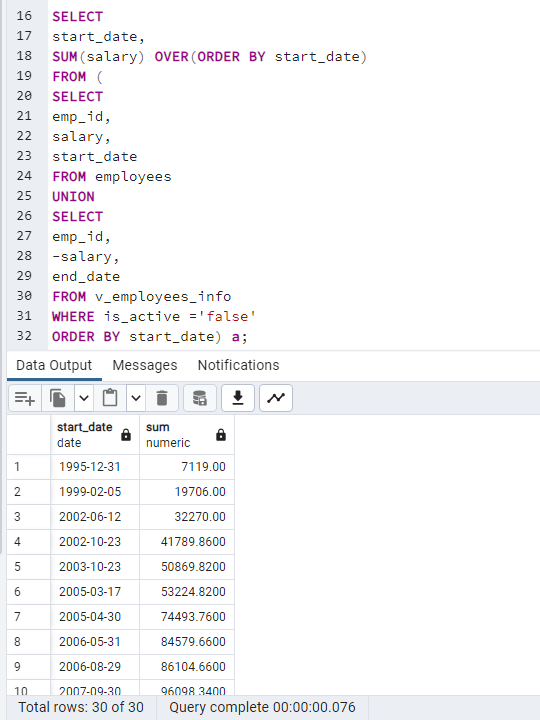 16 SELECT
17 start_date,
18 SUM(salary) OVER(ORDER BY start_date)
19 FROM (
20 SELECT
21 emp_id,
22 salary,
23 start_date
24 FROM employees
25 UNION
26 SELECT
27 emp_id,
28 -salary,
29 end_date
30 FROM v_employees_info
31 WHERE is_active ='false'
32 ORDER BY start_date) a;
Data Output Messages Notifications
start_date sum
date numeric
1 1995-12-31 7119.00
2 1999-02-05 19706.00
3 2002-06-12 32270.00
4 2002-10-23 41789.8600
5 2003-10-23 50869.8200
6 2005-03-17 53224.8200
7 2005-04-30 74493.7600
8 2006-05-31 84579.6600
9 2006-08-29 86104.6600
10 2007-09-30 96098.3400
Total rows: 30 of 30 Query complete 00:00:00.076